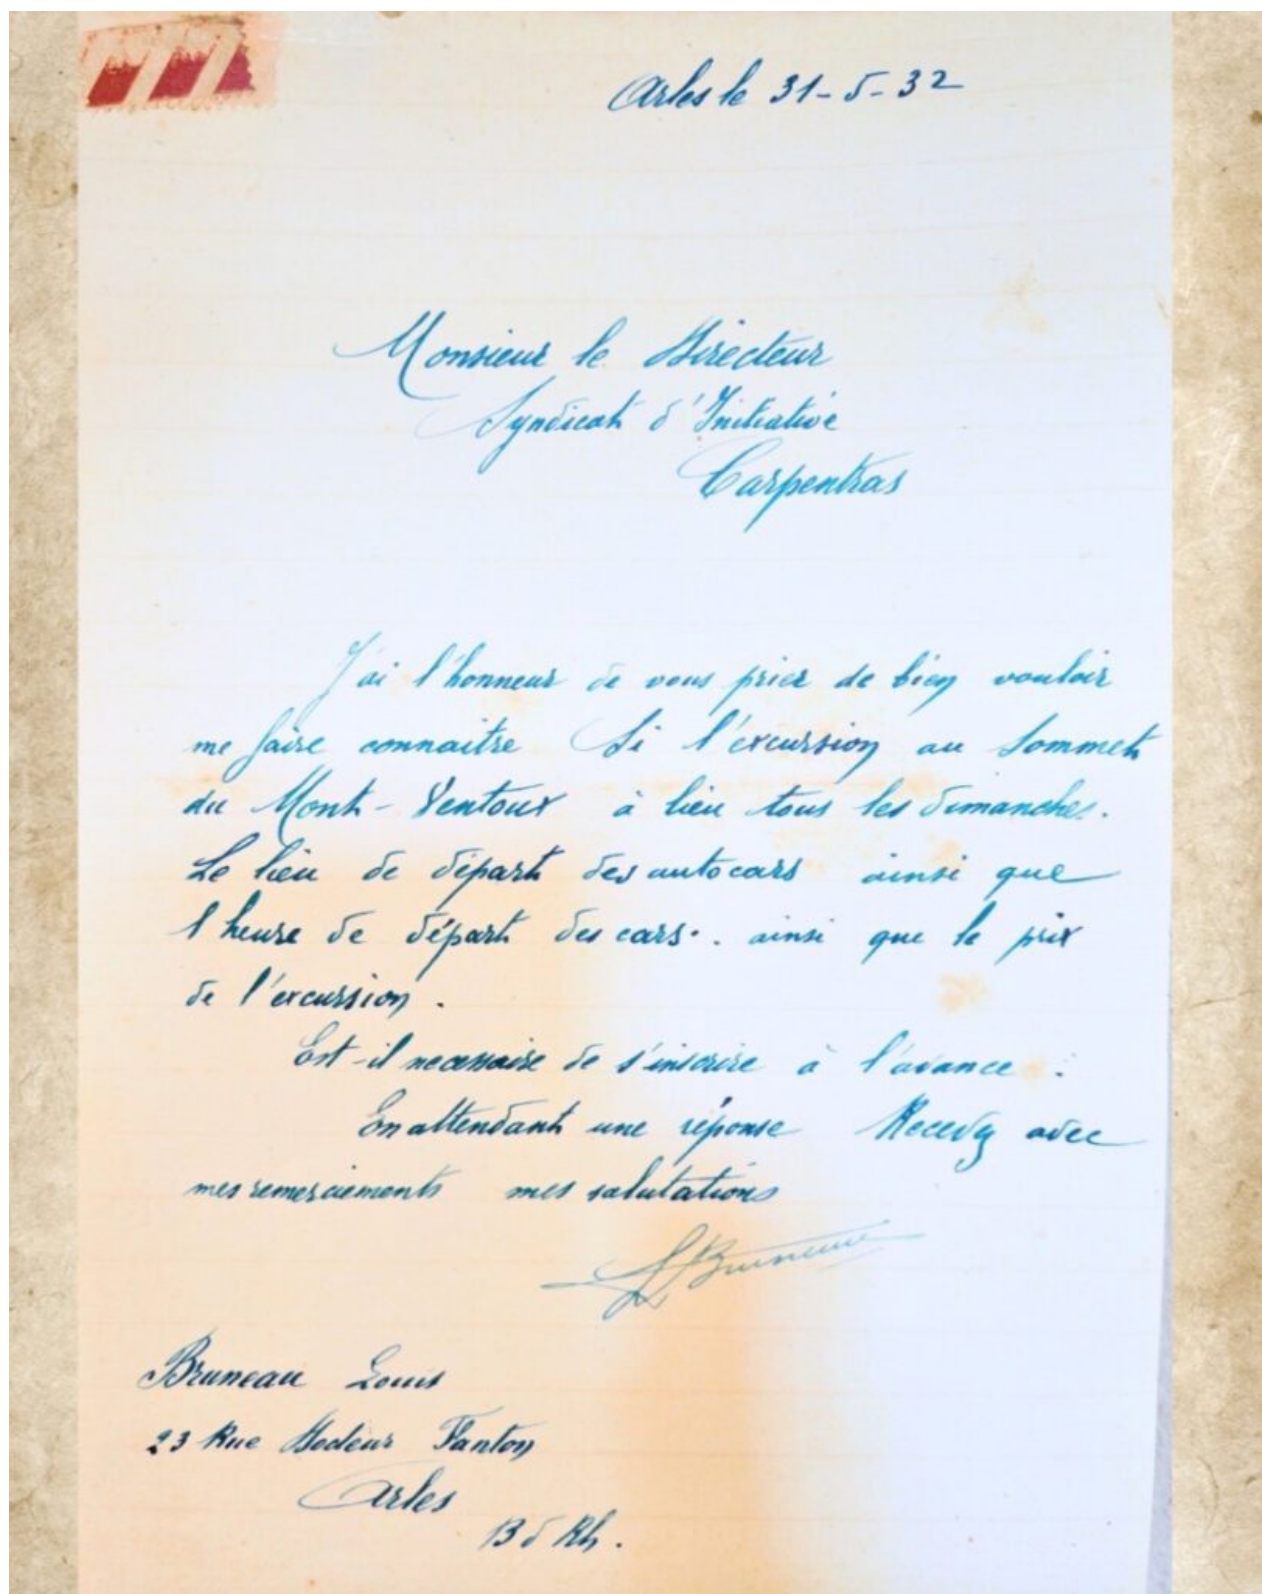 Arles le 31-5-32
Monsieur le Directeur
Syndicat d'Initiative
Carpentras
J'ai l'honneur de vous prier de bien vouloir
me faire connaitre Si l'excursion au Sommet
du Mont-Ventoux à lieu tous les dimanches.
Le lieu de départ des autocars ainsi que
l'heure de départ des cars.. ainsi que le prix
de l'excursion.
Est-il necessaire de s'inscrire à l'avance :
En attendant une réponse Recevez avec
mes remerciements mes salutations
LBruneau
Bruneau Louis
23 Rue Docteur Fanton
Arles
B d Rh.